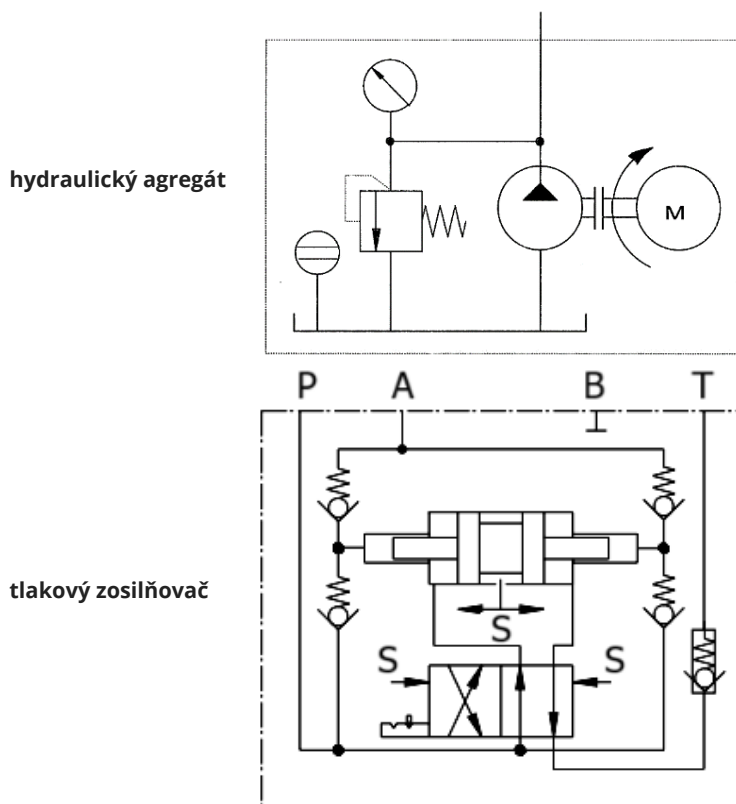 hydraulický agregát
M
P A B T
tlakový zosilňovač
S
S S